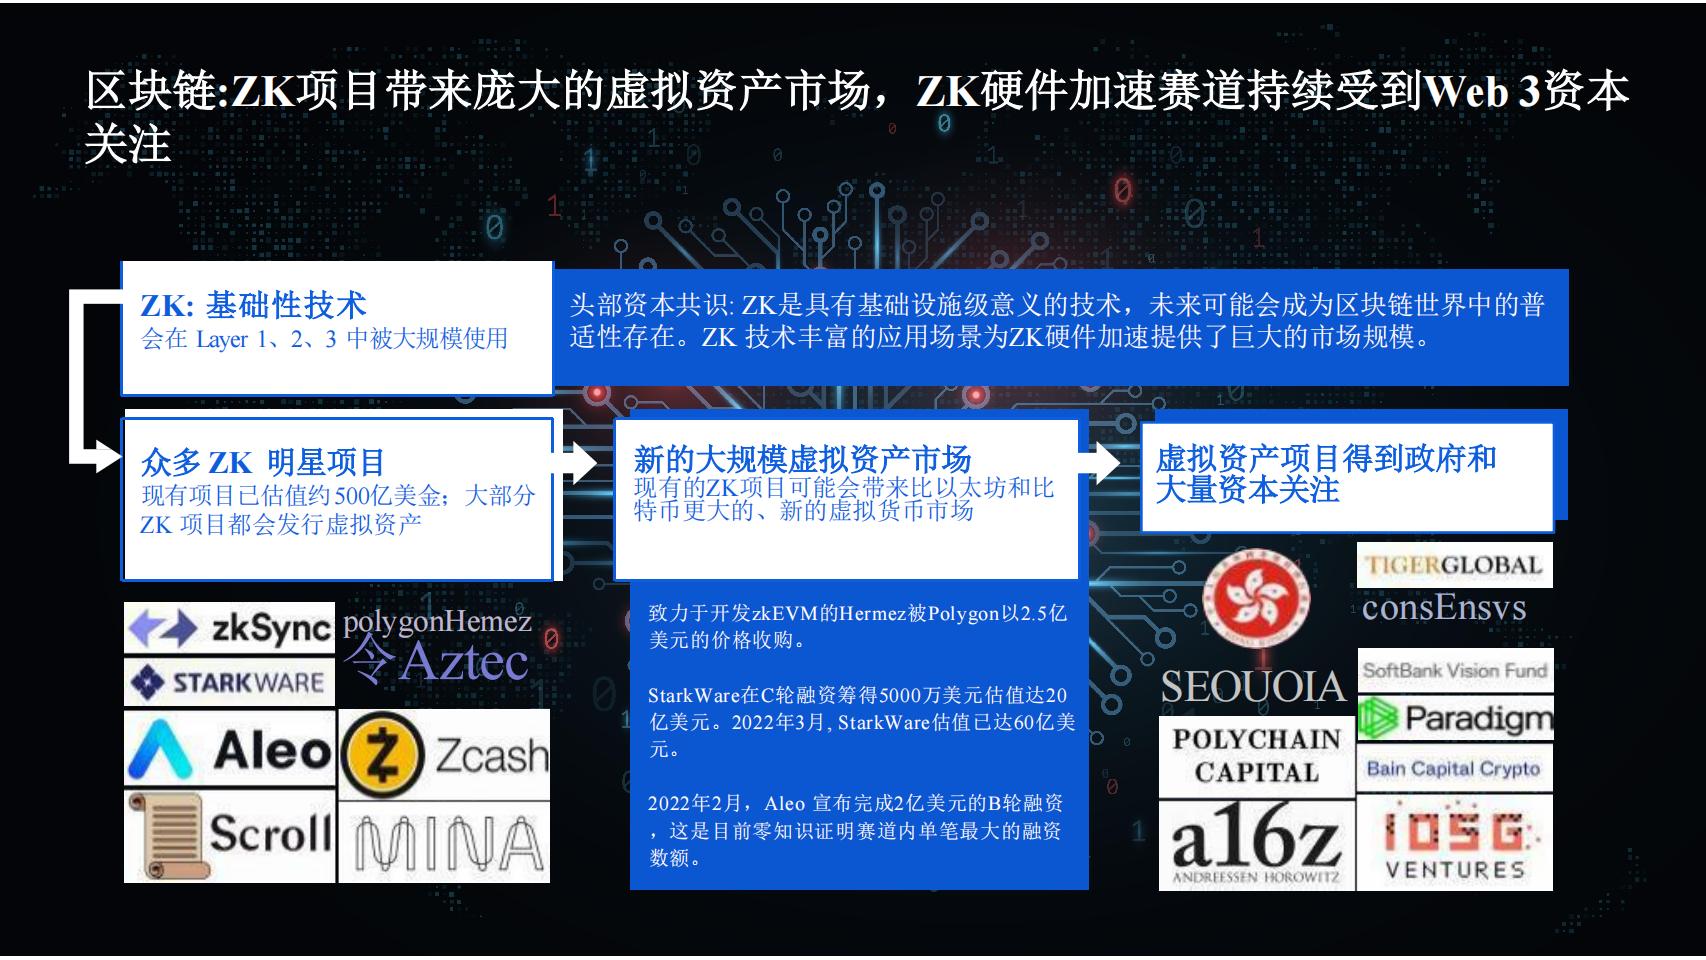 区块链:ZK项目带来庞大的虚拟资产市场，ZK硬件加速赛道持续受到Web 3资本
关注
ZK: 基础性技术
会在 Layer 1、2、3 中被大规模使用
头部资本共识: ZK是具有基础设施级意义的技术，未来可能会成为区块链世界中的普
适性存在。ZK 技术丰富的应用场景为ZK硬件加速提供了巨大的市场规模。
众多 ZK 明星项目
现有项目已估值约500亿美金；大部分
ZK 项目都会发行虚拟资产
新的大规模虚拟资产市场
现有的ZK项目可能会带来比以太坊和比
特币更大的、新的虚拟货币市场
虚拟资产项目得到政府和
大量资本关注
zkSync
polygonHemez
STARKWARE
令Aztec
Aleo
Zcash
Scroll
MINA
致力于开发zkEVM的Hermez被Polygon以2.5亿
美元的价格收购。
StarkWare在C轮融资筹得5000万美元估值达20
亿美元。2022年3月, StarkWare估值已达60亿美
元。
2022年2月，Aleo 宣布完成2亿美元的B轮融资
，这是目前零知识证明赛道内单笔最大的融资
数额。
HONG KONG
TIGERGLOBAL
consEnsvs
SEOUOIA
SoftBank Vision Fund
Paradigm
POLYCHAIN
CAPITAL
Bain Capital Crypto
a16z
ANDREESSEN HOROWITZ
IOSG
VENTURES